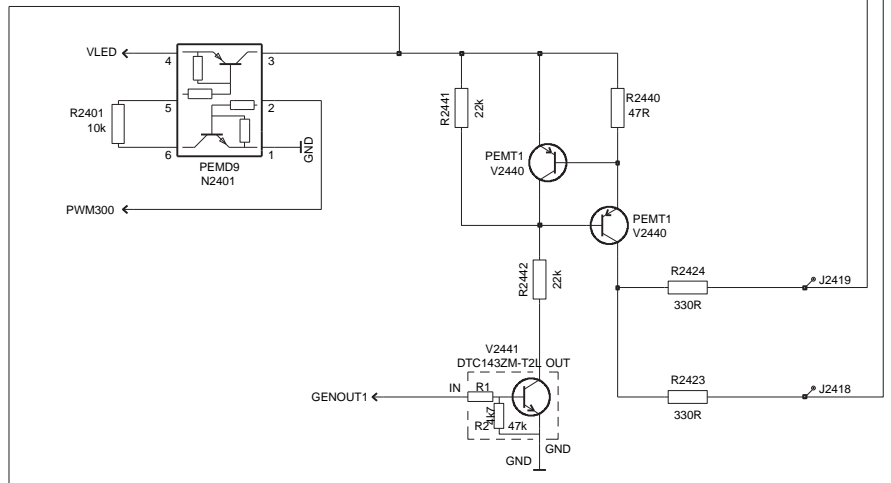 VLED
4
3
R2401
10k
5
2
6
1
GND
PEMD9
N2401
PWM300
R2441
22k
R2440
47R
PEMT1
V2440
PEMT1
V2440
R2442
22k
R2424
330R
J2419
V2441
DTC143ZM-T2L OUT
GENOUT1
IN
R1
4k7
R2
47k
GND
GND
R2423
330R
J2418